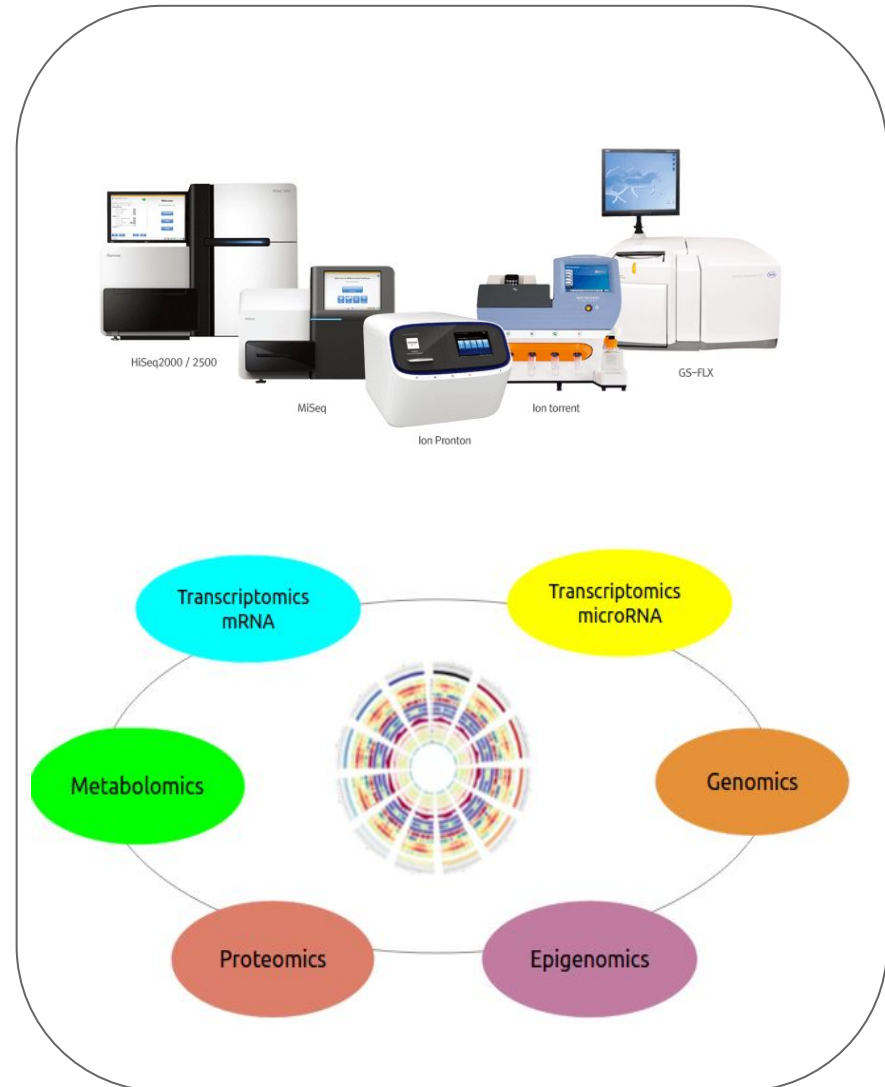 HiSeq2000 / 2500
MiSeq
Ion Pronton
Ion torrent
GS-FLX
Transcriptomics
mRNA
Transcriptomics
microRNA
Metabolomics
Genomics
Proteomics
Epigenomics